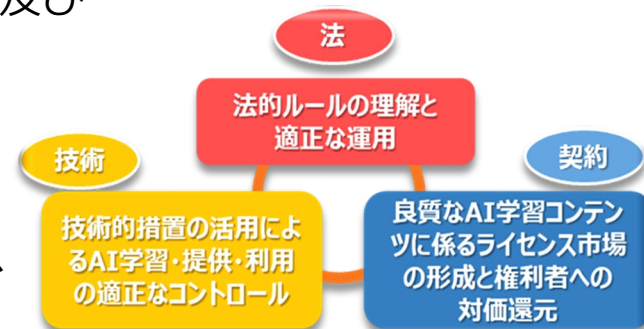 及び
法
法的ルールの理解と
適正な運用
技術
契約
技術的措置の活用によ
るAI学習・提供・利用
の適正なコントロール
良質なAI学習コンテン
ツに係るライセンス市場
の形成と権利者への
対価還元
、